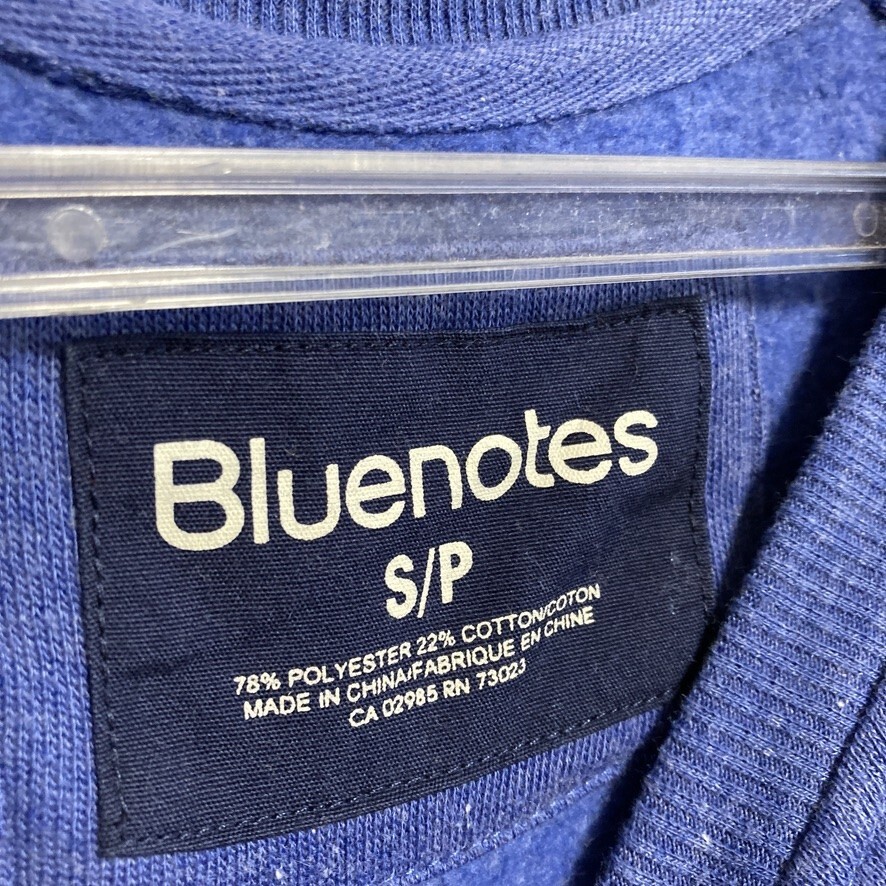 Bluenotes
S/P
78% POLYESTER 22% COTTON/COTON
MADE IN CHINA/FABRIQUE EN CHINE
CA 02985 RN 73023